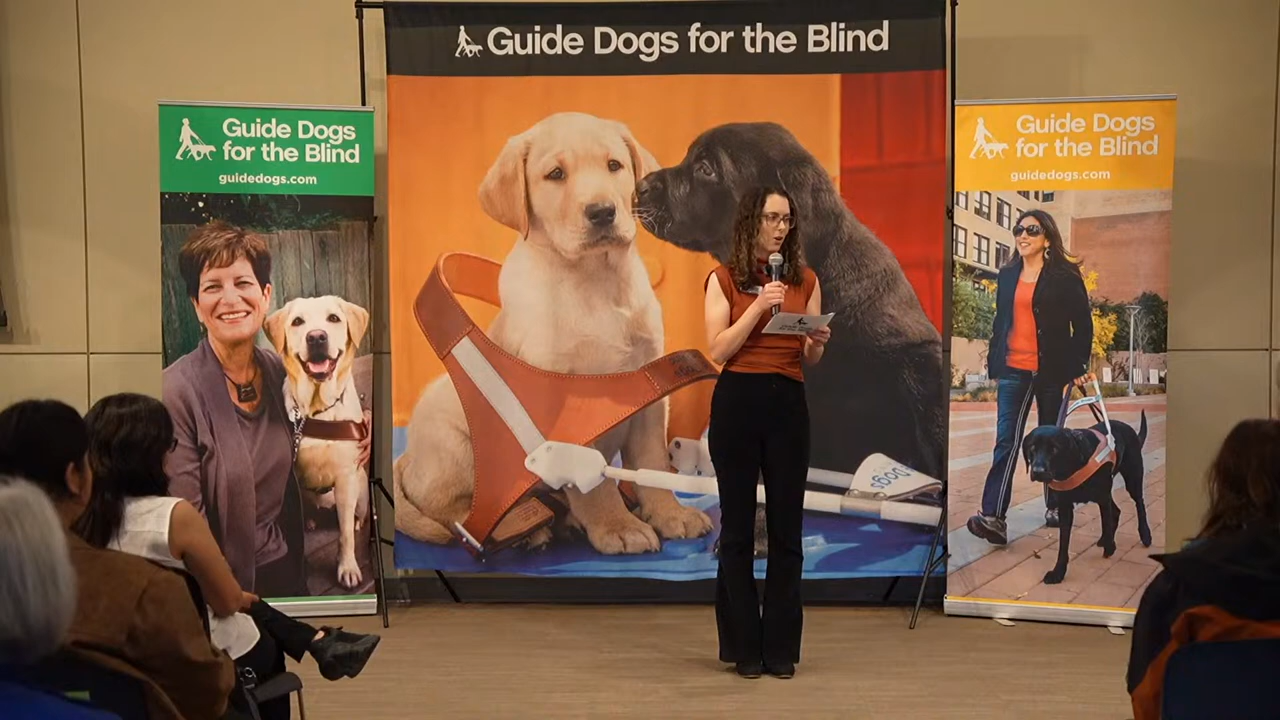 Guide Dogs for the Blind
Guide Dogs
for the Blind
guidedogs.com
Guide Dogs
for the Blind
guidedogs.com
Dogs